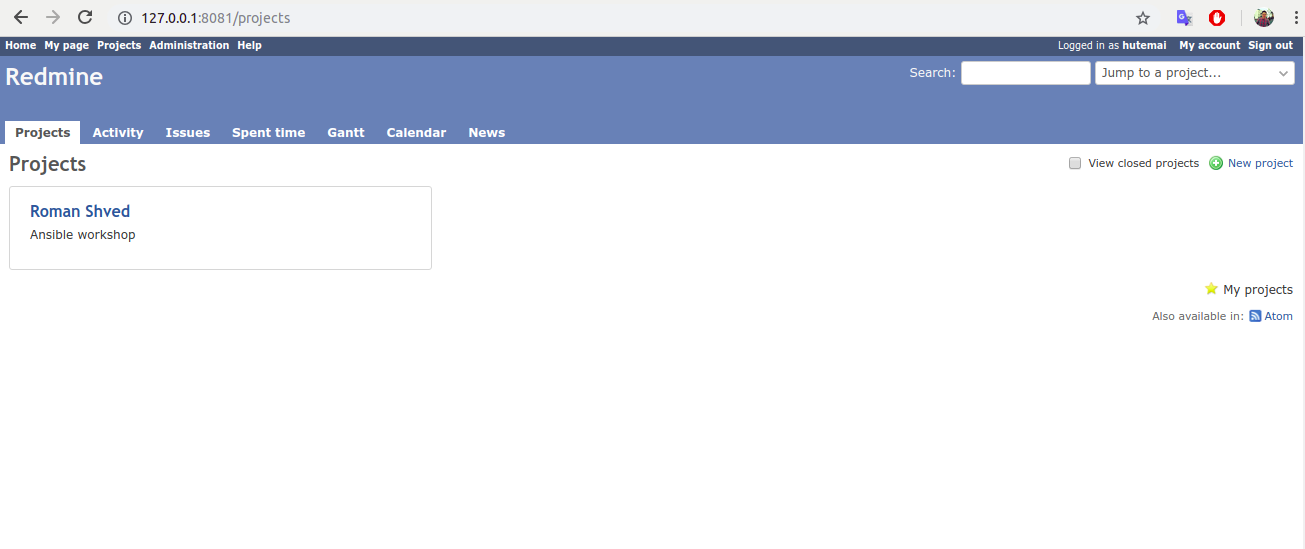 127.0.0.1:8081/projects
Home My page Projects Administration Help Logged in as hutemai My account Sign out
Redmine Search: Jump to a project...
Projects Activity Issues Spent time Gantt Calendar News
Projects View closed projects New project
Roman Shved
Ansible workshop
My projects
Also available in: Atom